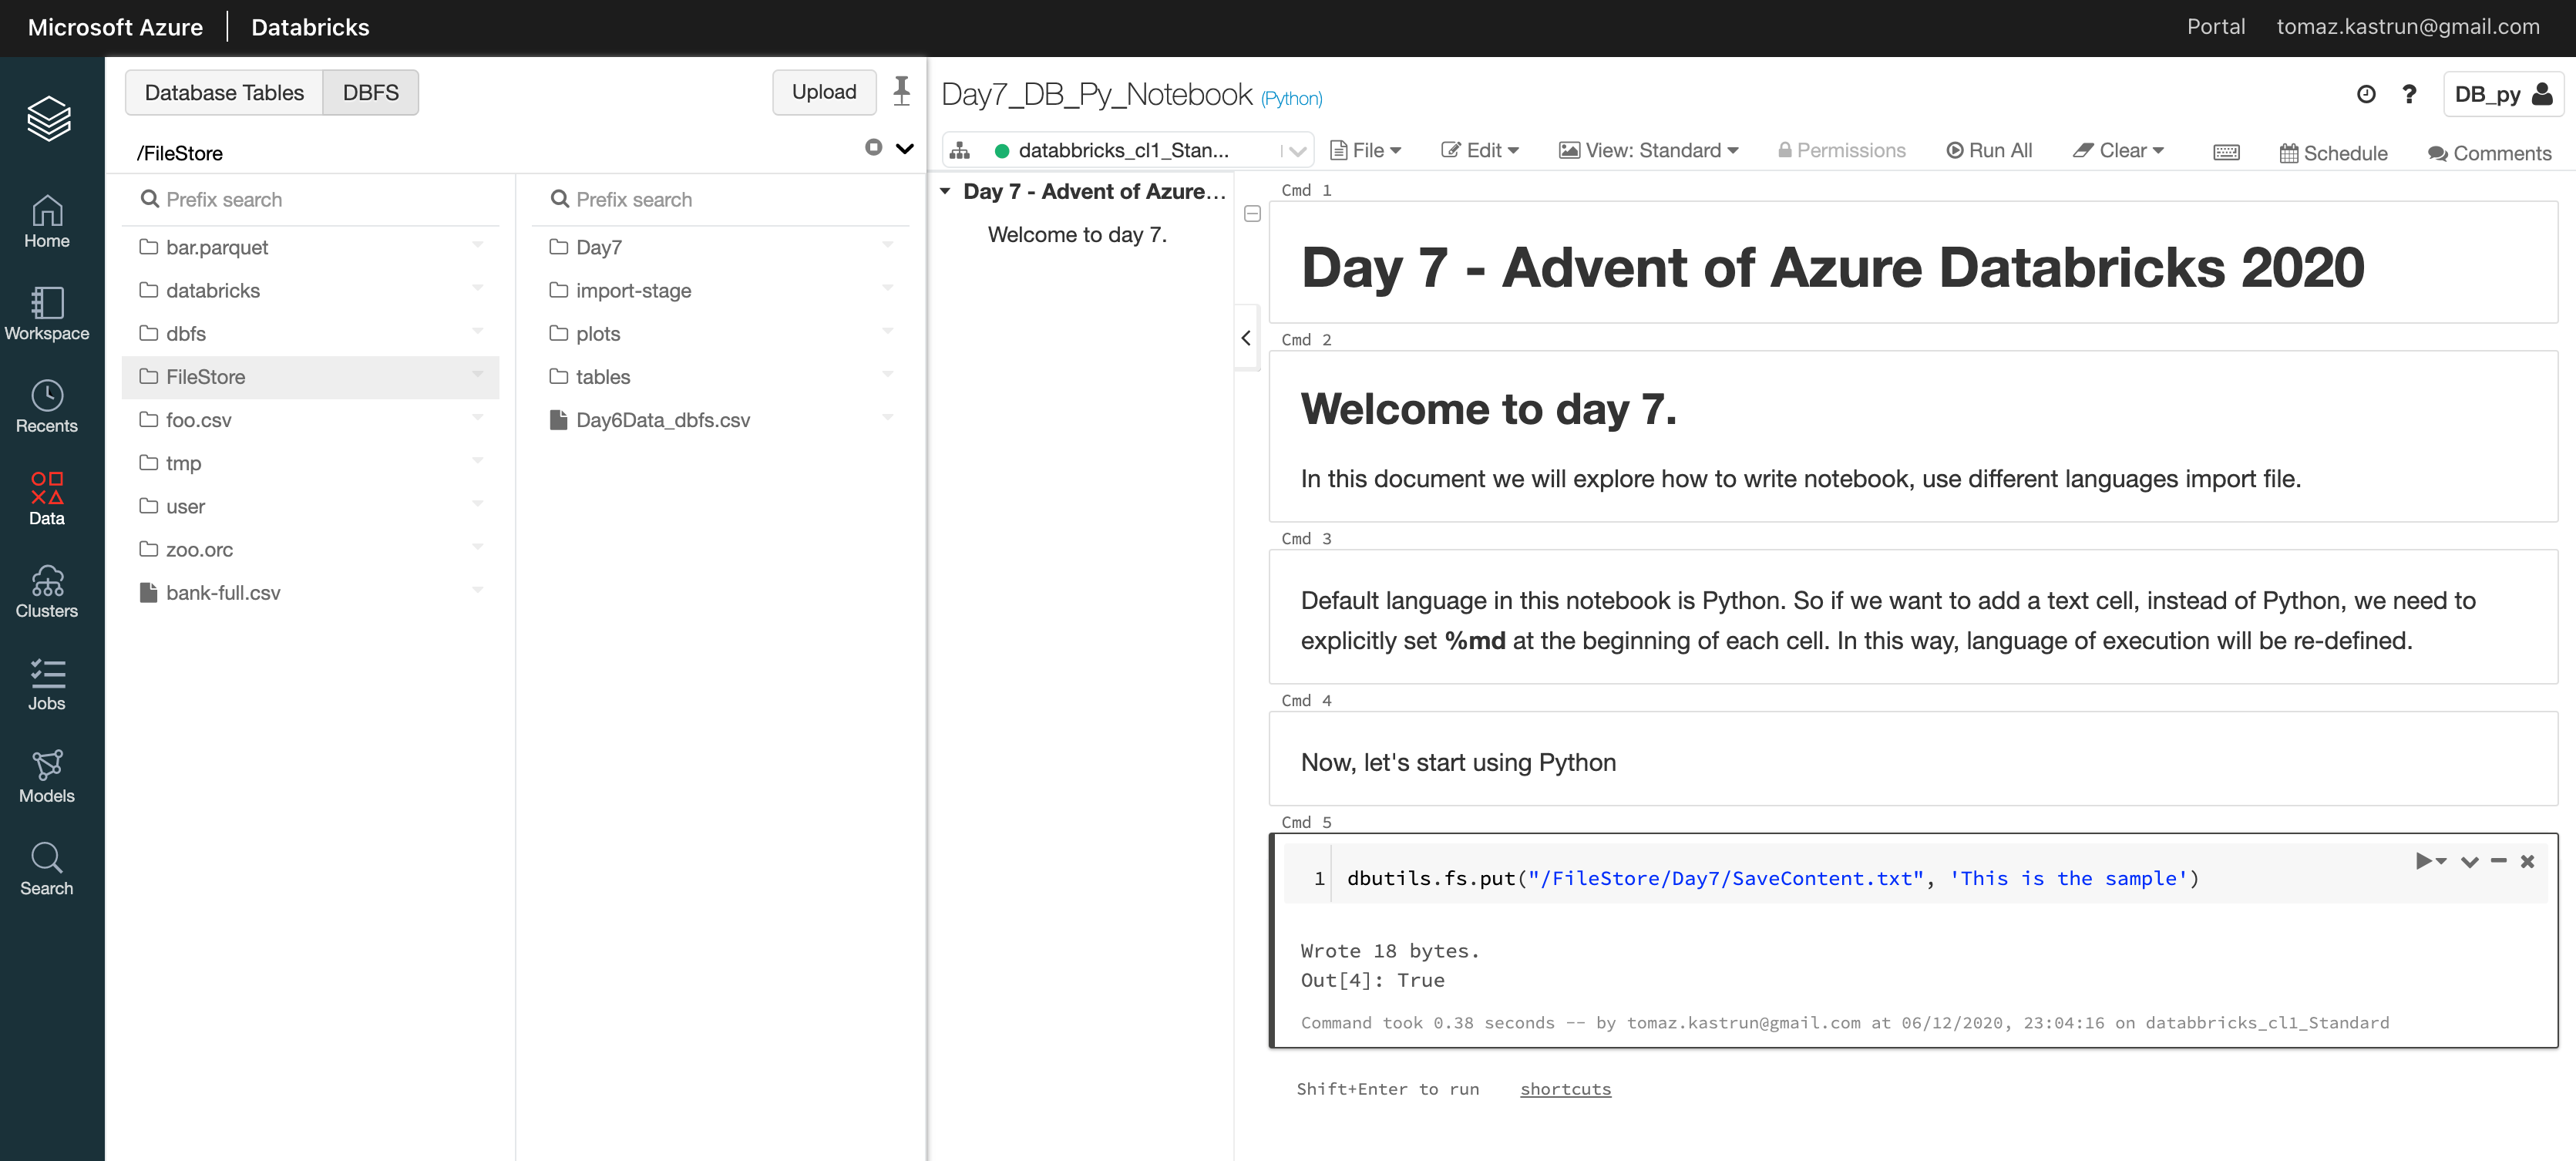 Microsoft Azure | Databricks
Portal tomaz.kastrun@gmail.com
Home
Workspace
Recents
Data
Clusters
Jobs
Models
Search
Database Tables DBFS Upload
/FileStore
Prefix search
bar.parquet
databricks
dbfs
FileStore
foo.csv
tmp
user
zoo.orc
bank-full.csv
Prefix search
Day7
import-stage
plots
tables
Day6Data_dbfs.csv
Day7_DB_Py_Notebook (Python)
? DB_py
databbricks_cl1_Stan... File Edit View: Standard Permissions Run All Clear Schedule Comments
Day 7 - Advent of Azure...
Welcome to day 7.
Cmd 1
Day 7 - Advent of Azure Databricks 2020
Cmd 2
Welcome to day 7.
In this document we will explore how to write notebook, use different languages import file.
Cmd 3
Default language in this notebook is Python. So if we want to add a text cell, instead of Python, we need to
explicitly set %md at the beginning of each cell. In this way, language of execution will be re-defined.
Cmd 4
Now, let's start using Python
Cmd 5
1 dbutils.fs.put("/FileStore/Day7/SaveContent.txt", 'This is the sample')
Wrote 18 bytes.
Out[4]: True
Command took 0.38 seconds -- by tomaz.kastrun@gmail.com at 06/12/2020, 23:04:16 on databbricks_cl1_Standard
Shift+Enter to run shortcuts